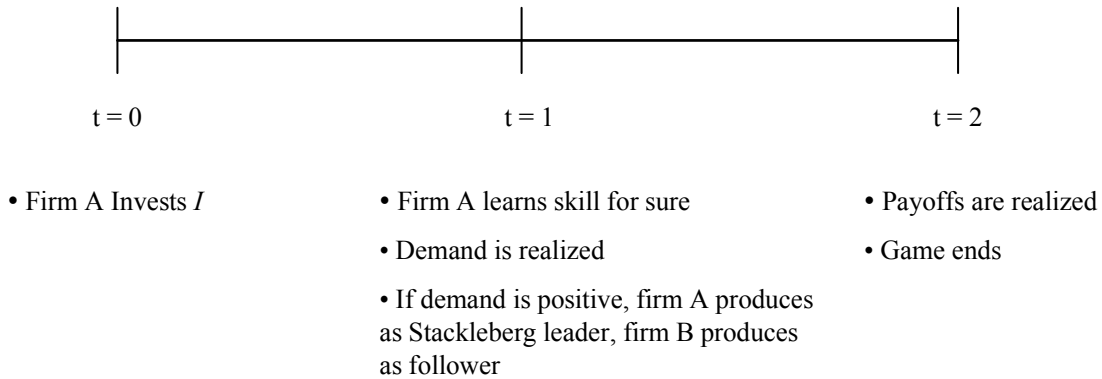 t = 0
t = 1
t = 2
• Firm A Invests I
• Firm A learns skill for sure
• Demand is realized
• If demand is positive, firm A produces
as Stackleberg leader, firm B produces
as follower
• Payoffs are realized
• Game ends